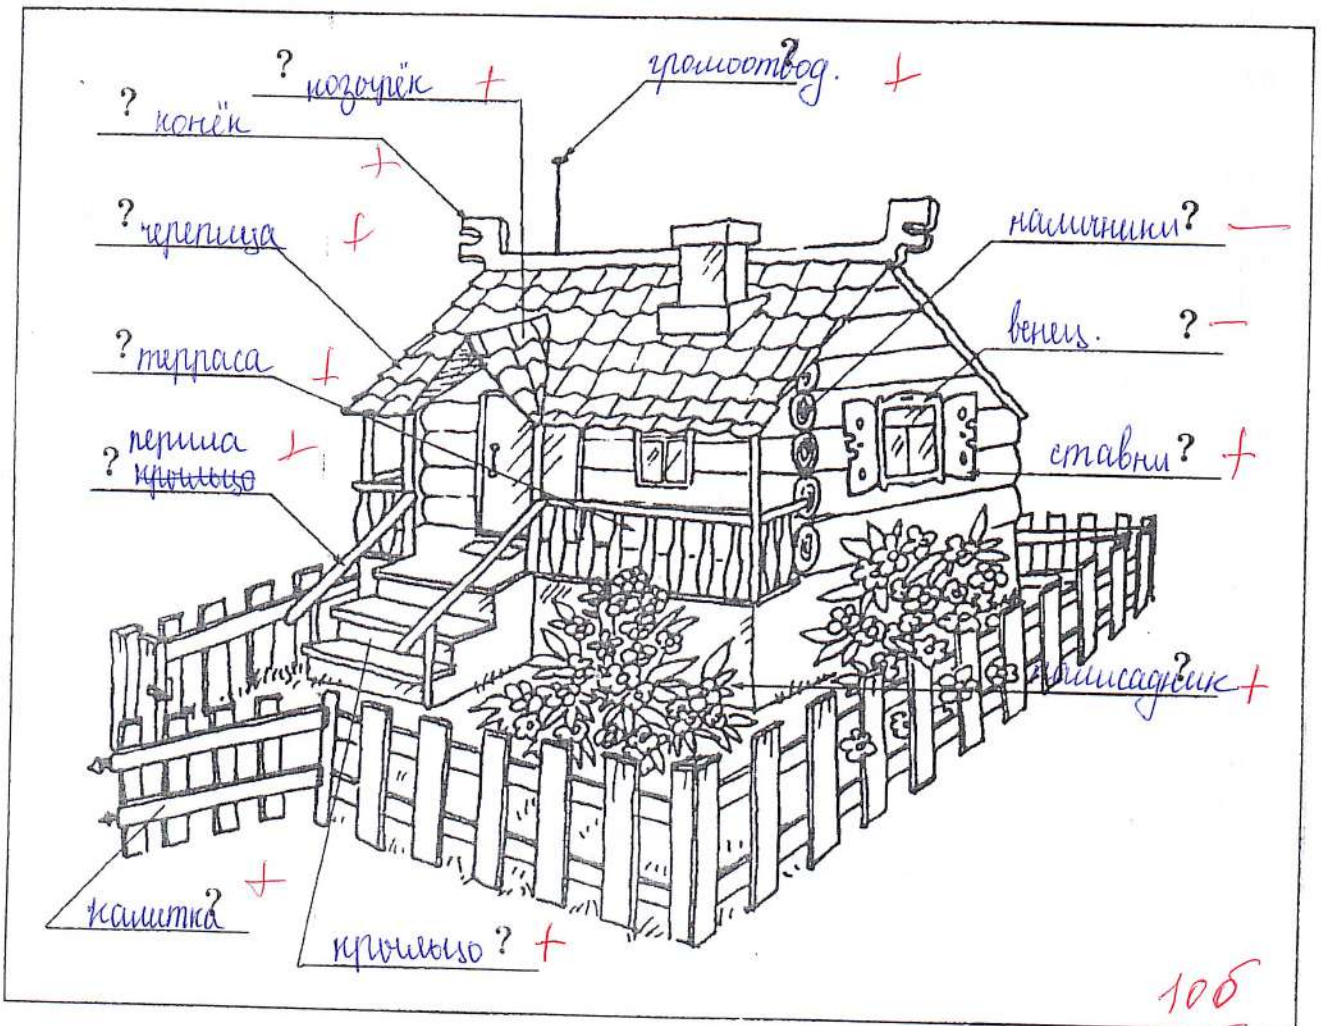 ? козырёк +
громоотвод. ? +
? конёк +
? черепица +
наличники ? —
венец. ? —
? терраса +
перила +
? крыльцо
ставни ? +
палисадник ? +
калитка ? +
крыльцо ? +
10б